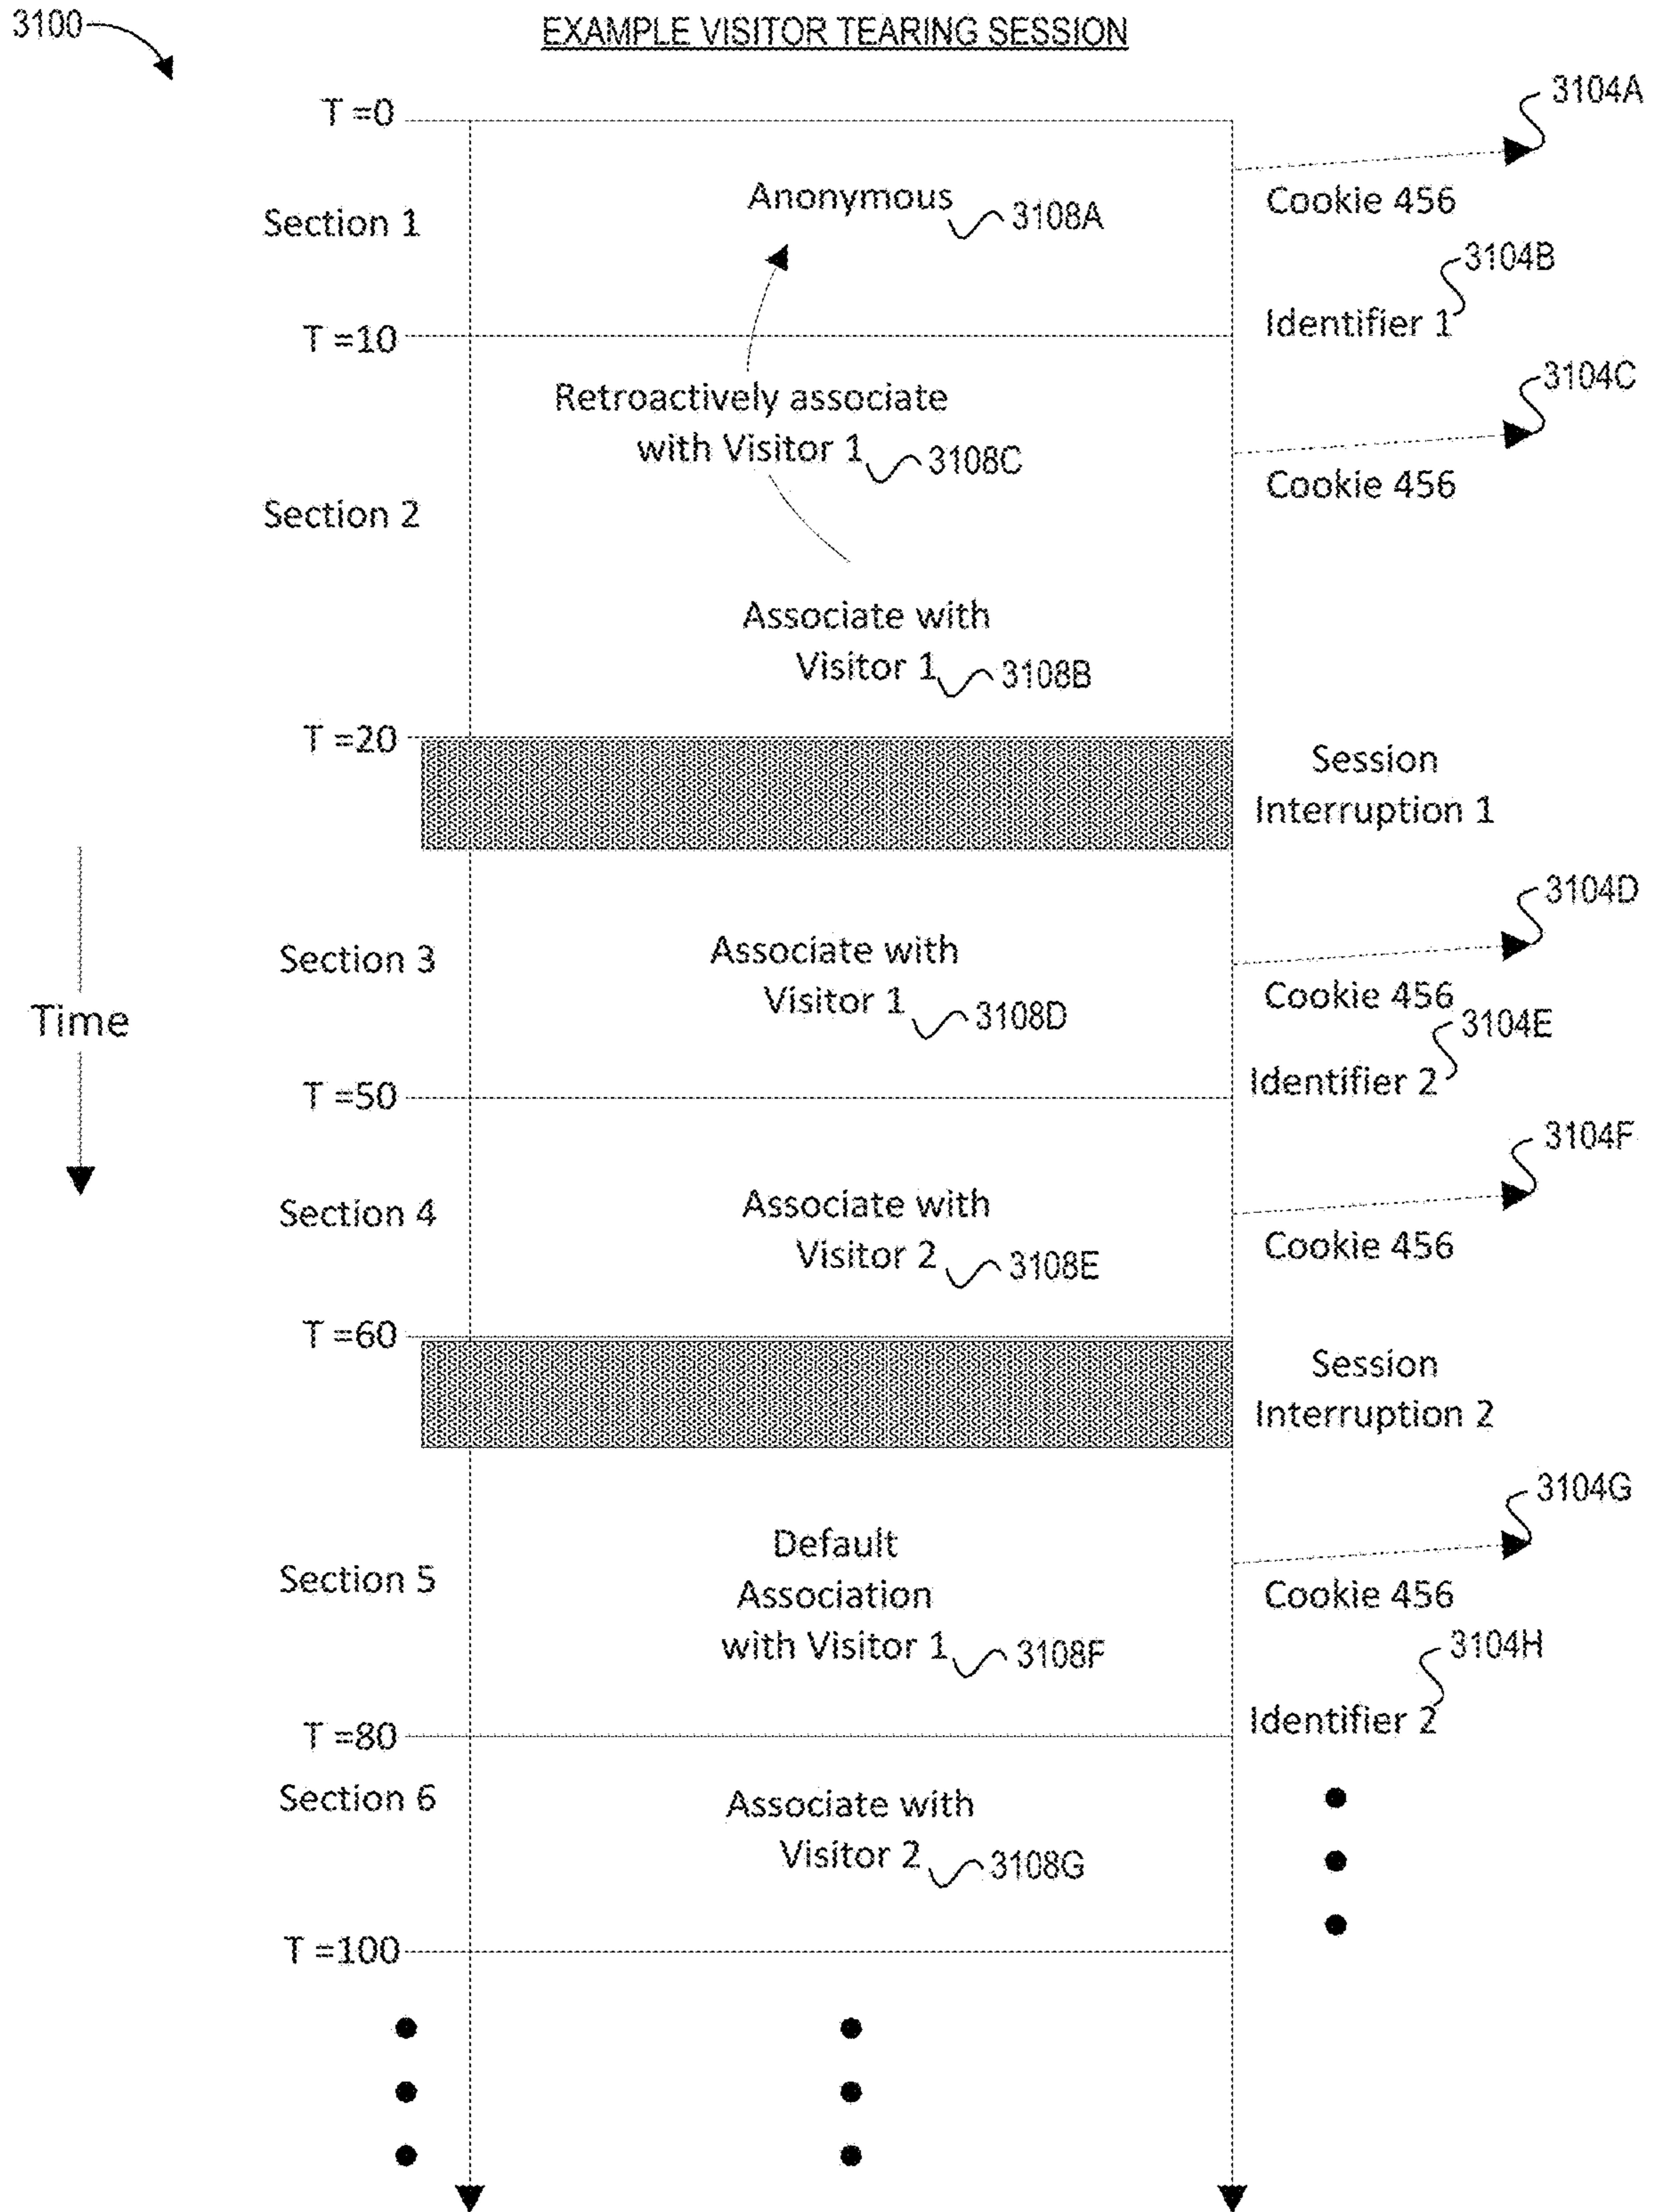 3100
EXAMPLE VISITOR TEARING SESSION
T =0
3104A
Anonymous
3108A
Cookie 456
Section 1
3104B
Identifier 1
T =10
3104C
Retroactively associate
with Visitor 1
3108C
Cookie 456
Section 2
Associate with
Visitor 1
3108B
T =20
Session
Interruption 1
3104D
Section 3
Associate with
Visitor 1
3108D
Cookie 456
Time
3104E
Identifier 2
T =50
3104F
Section 4
Associate with
Visitor 2
3108E
Cookie 456
T =60
Session
Interruption 2
3104G
Section 5
Default
Association
with Visitor 1
3108F
Cookie 456
3104H
Identifier 2
T =80
Section 6
Associate with
Visitor 2
3108G
T =100